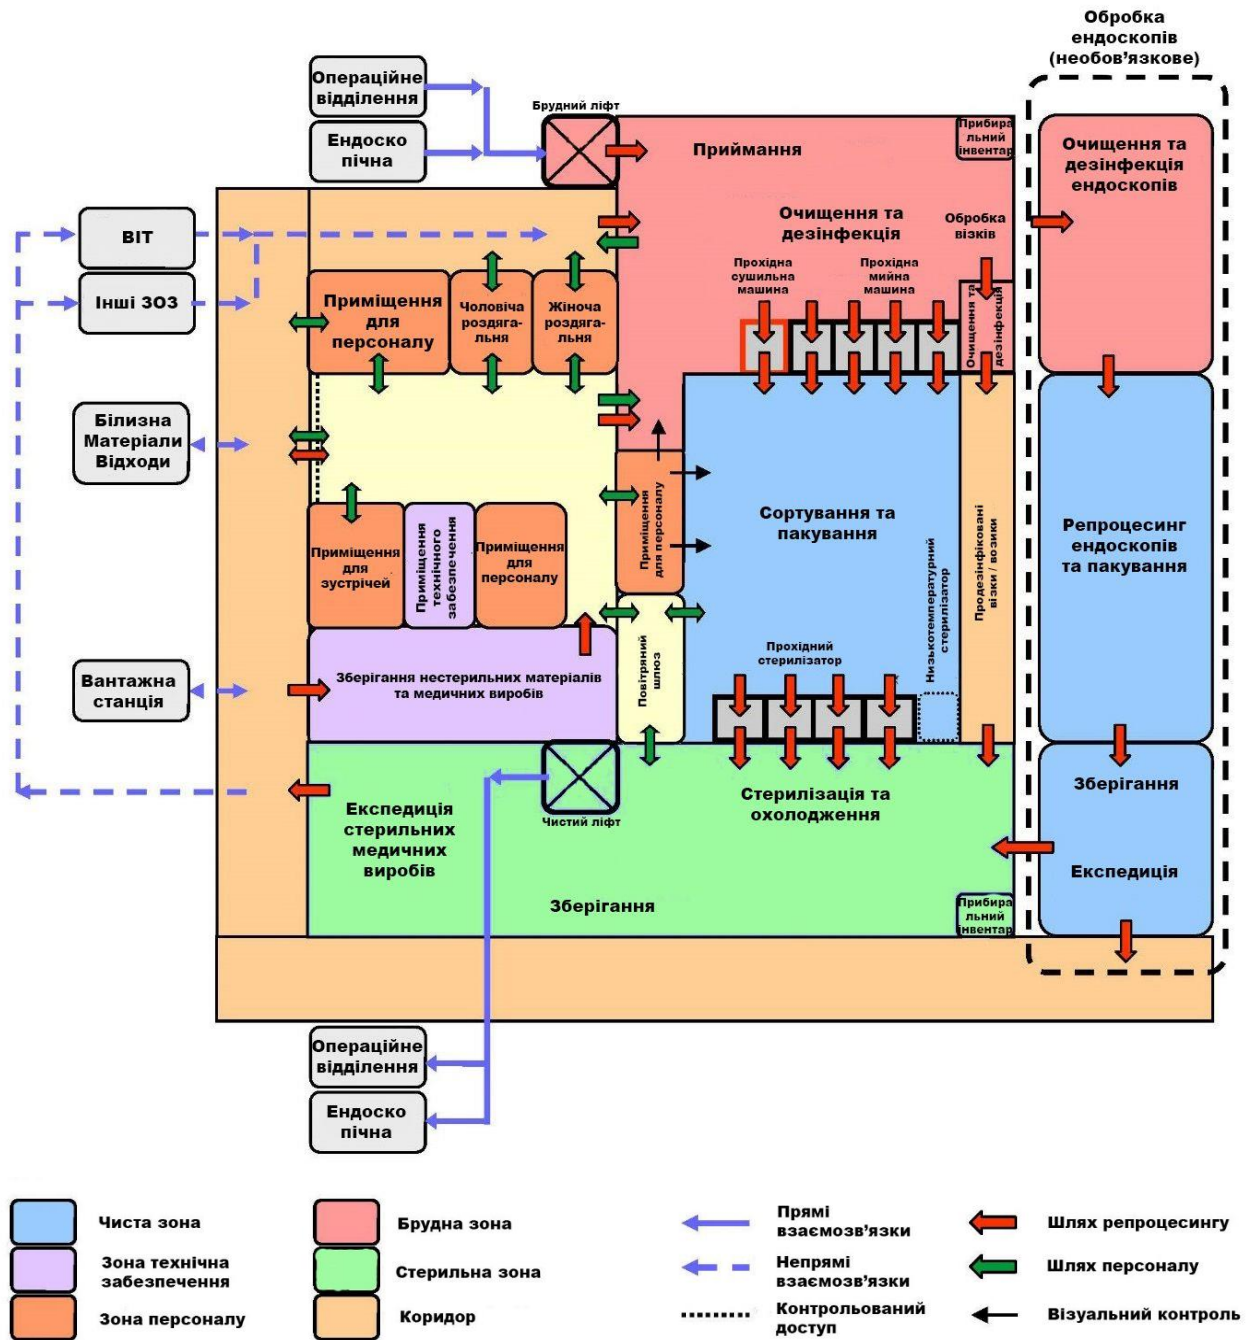 Обробка
ендоскопів
(необов'язкове)
Операційне
відділення
Ендоско
пічна
Брудний ліфт
Приймання
Прибира
льний
інвентар
Очищення та
дезінфекція
ендоскопів
ВІТ
Інші ЗОЗ
Очищення та
дезінфекція
Обробка
візків
Прохідна
сушильна
машина
Прохідна
мийна
машина
Очищення та
дезінфекція
Приміщення
для
персоналу
Чоловіча
роздяга-
льня
Жіноча
роздяга-
льня
Білизна
Матеріали
Відходи
Приміщення
для персоналу
Сортування та
пакування
Продезінфіковані
візки / возики
Репроцесинг
ендоскопів
та пакування
Приміщення
для
зустрічей
Приміщення
технічного
забезпечення
Приміщення
для
персоналу
Низькотемпературний
стерилізатор
Прохідний
стерилізатор
Повітряний
шлюз
Вантажна
станція
Зберігання нестерильних матеріалів
та медичних виробів
Експедиція
стерильних
медичних
виробів
Чистий ліфт
Стерилізація та
охолодження
Зберігання
Зберігання
Експедиція
Прибира
льний
інвентар
Операційне
відділення
Ендоско
пічна
Чиста зона
Зона технічна
забезпечення
Зона персоналу
Брудна зона
Стерильна зона
Коридор
Прямі
взаємозв'язки
Непрямі
взаємозв'язки
Контрольований
доступ
Шлях репроцесингу
Шлях персоналу
Візуальний контроль